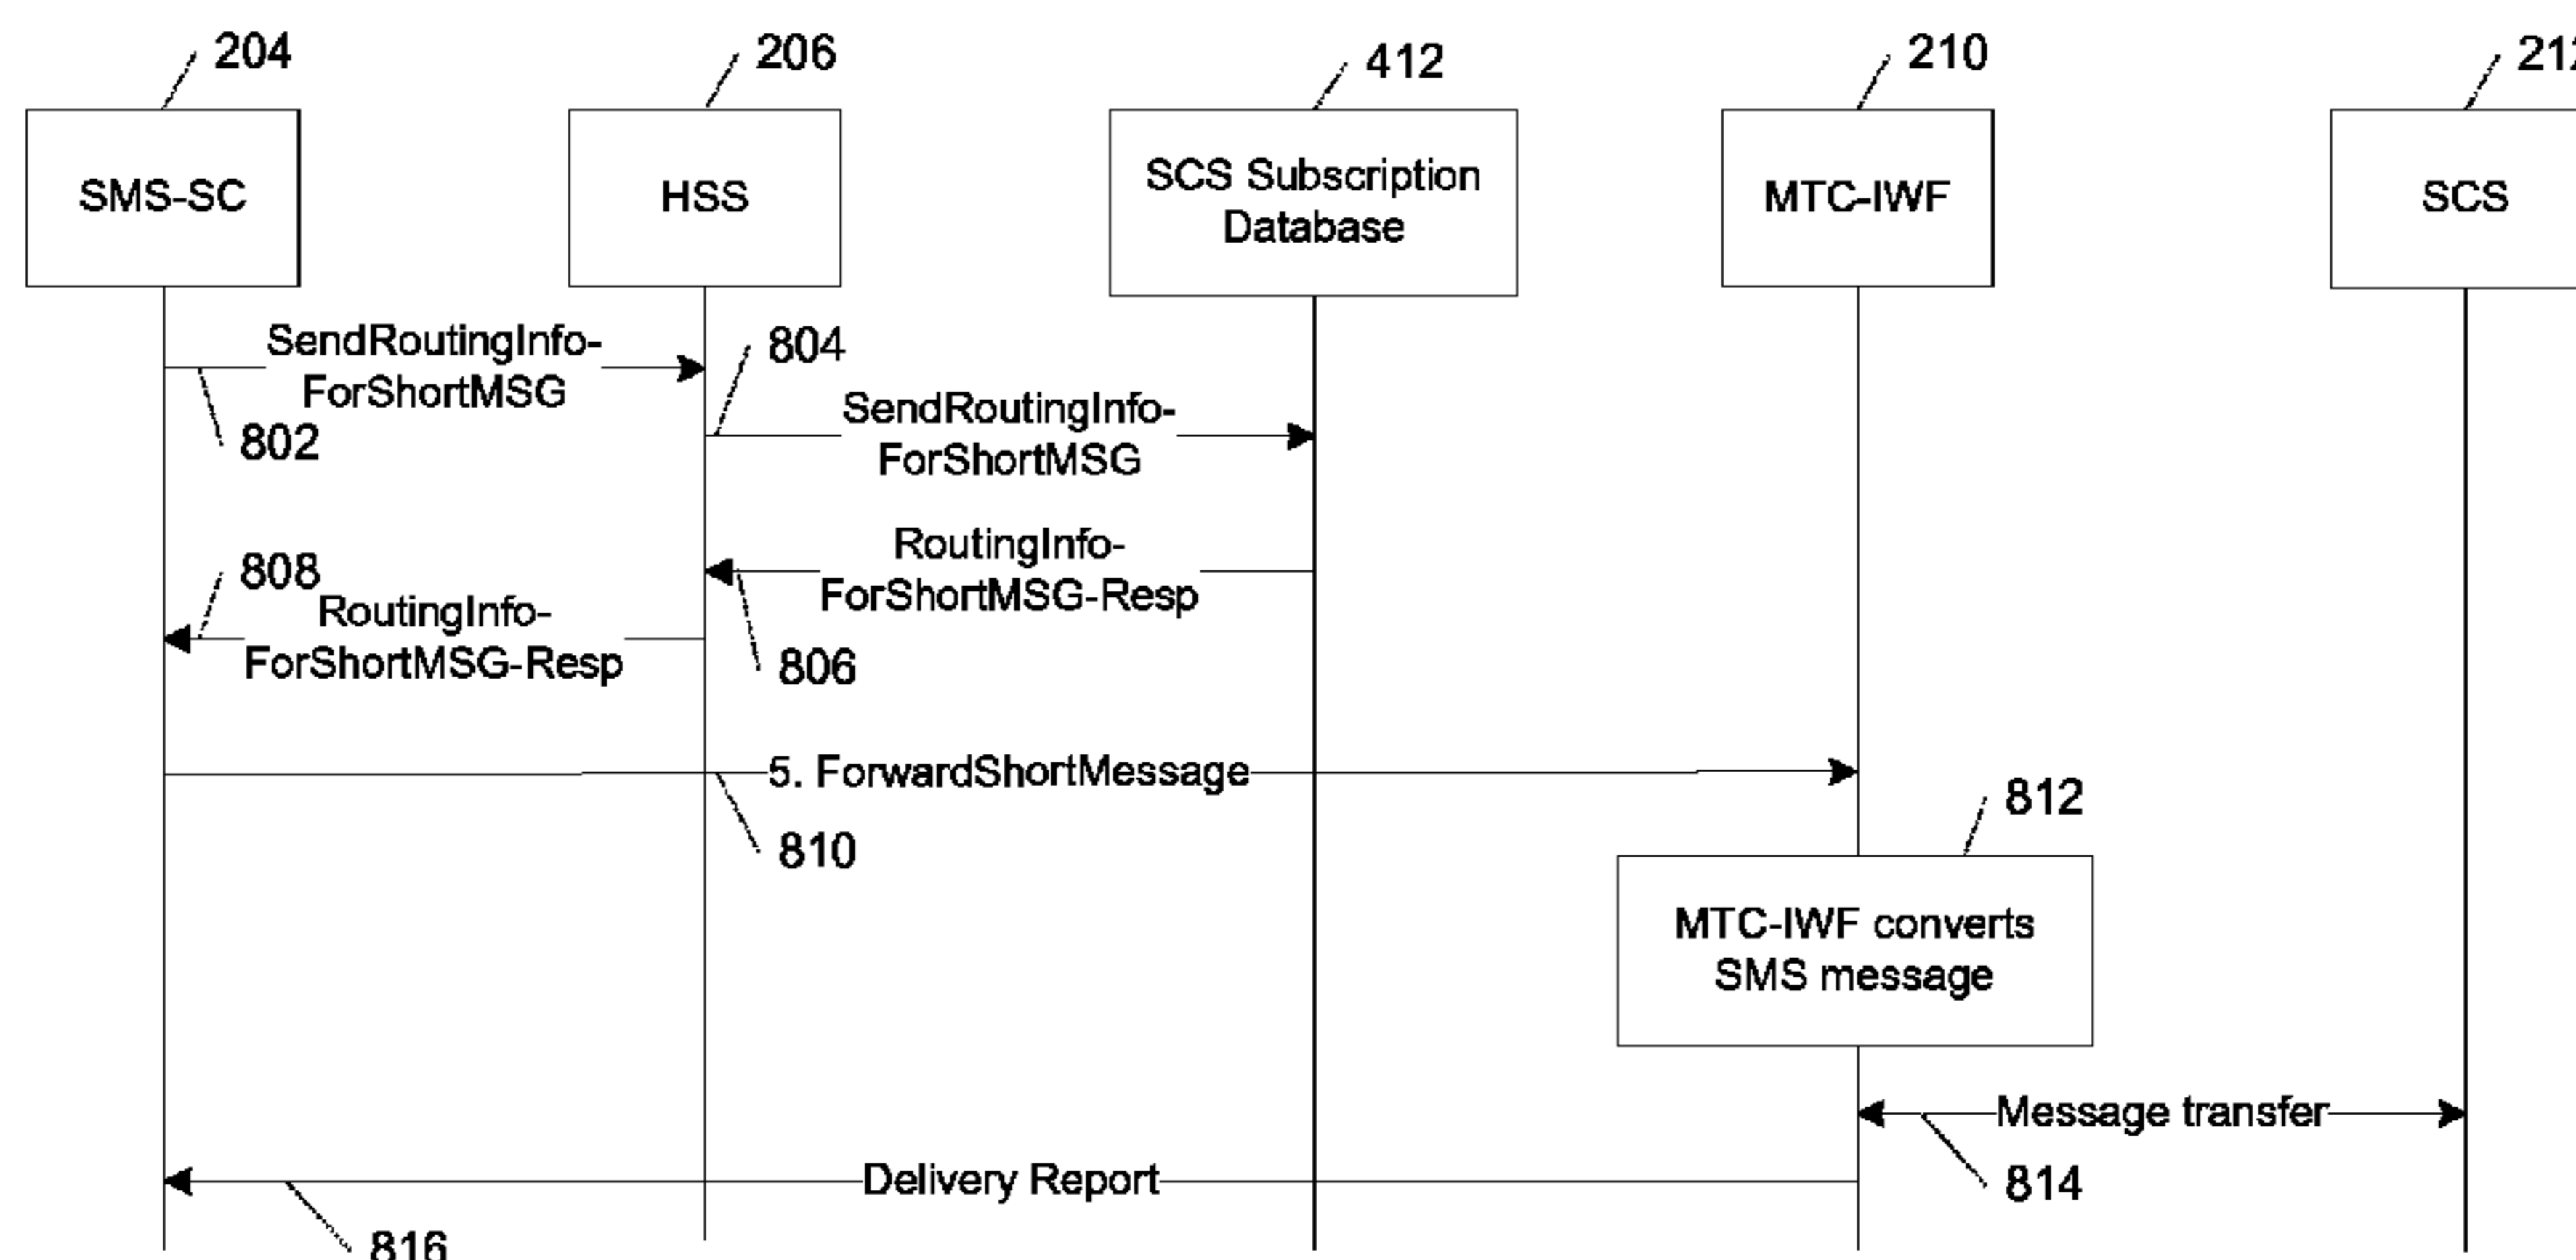 204
206
412
210
212
SMS-SC
HSS
SCS Subscription
Database
MTC-IWF
SCS
SendRoutingInfo-
ForShortMSG
802
804
SendRoutingInfo-
ForShortMSG
RoutingInfo-
ForShortMSG-Resp
806
808
RoutingInfo-
ForShortMSG-Resp
5. ForwardShortMessage
810
812
MTC-IWF converts
SMS message
Message transfer
814
Delivery Report
816